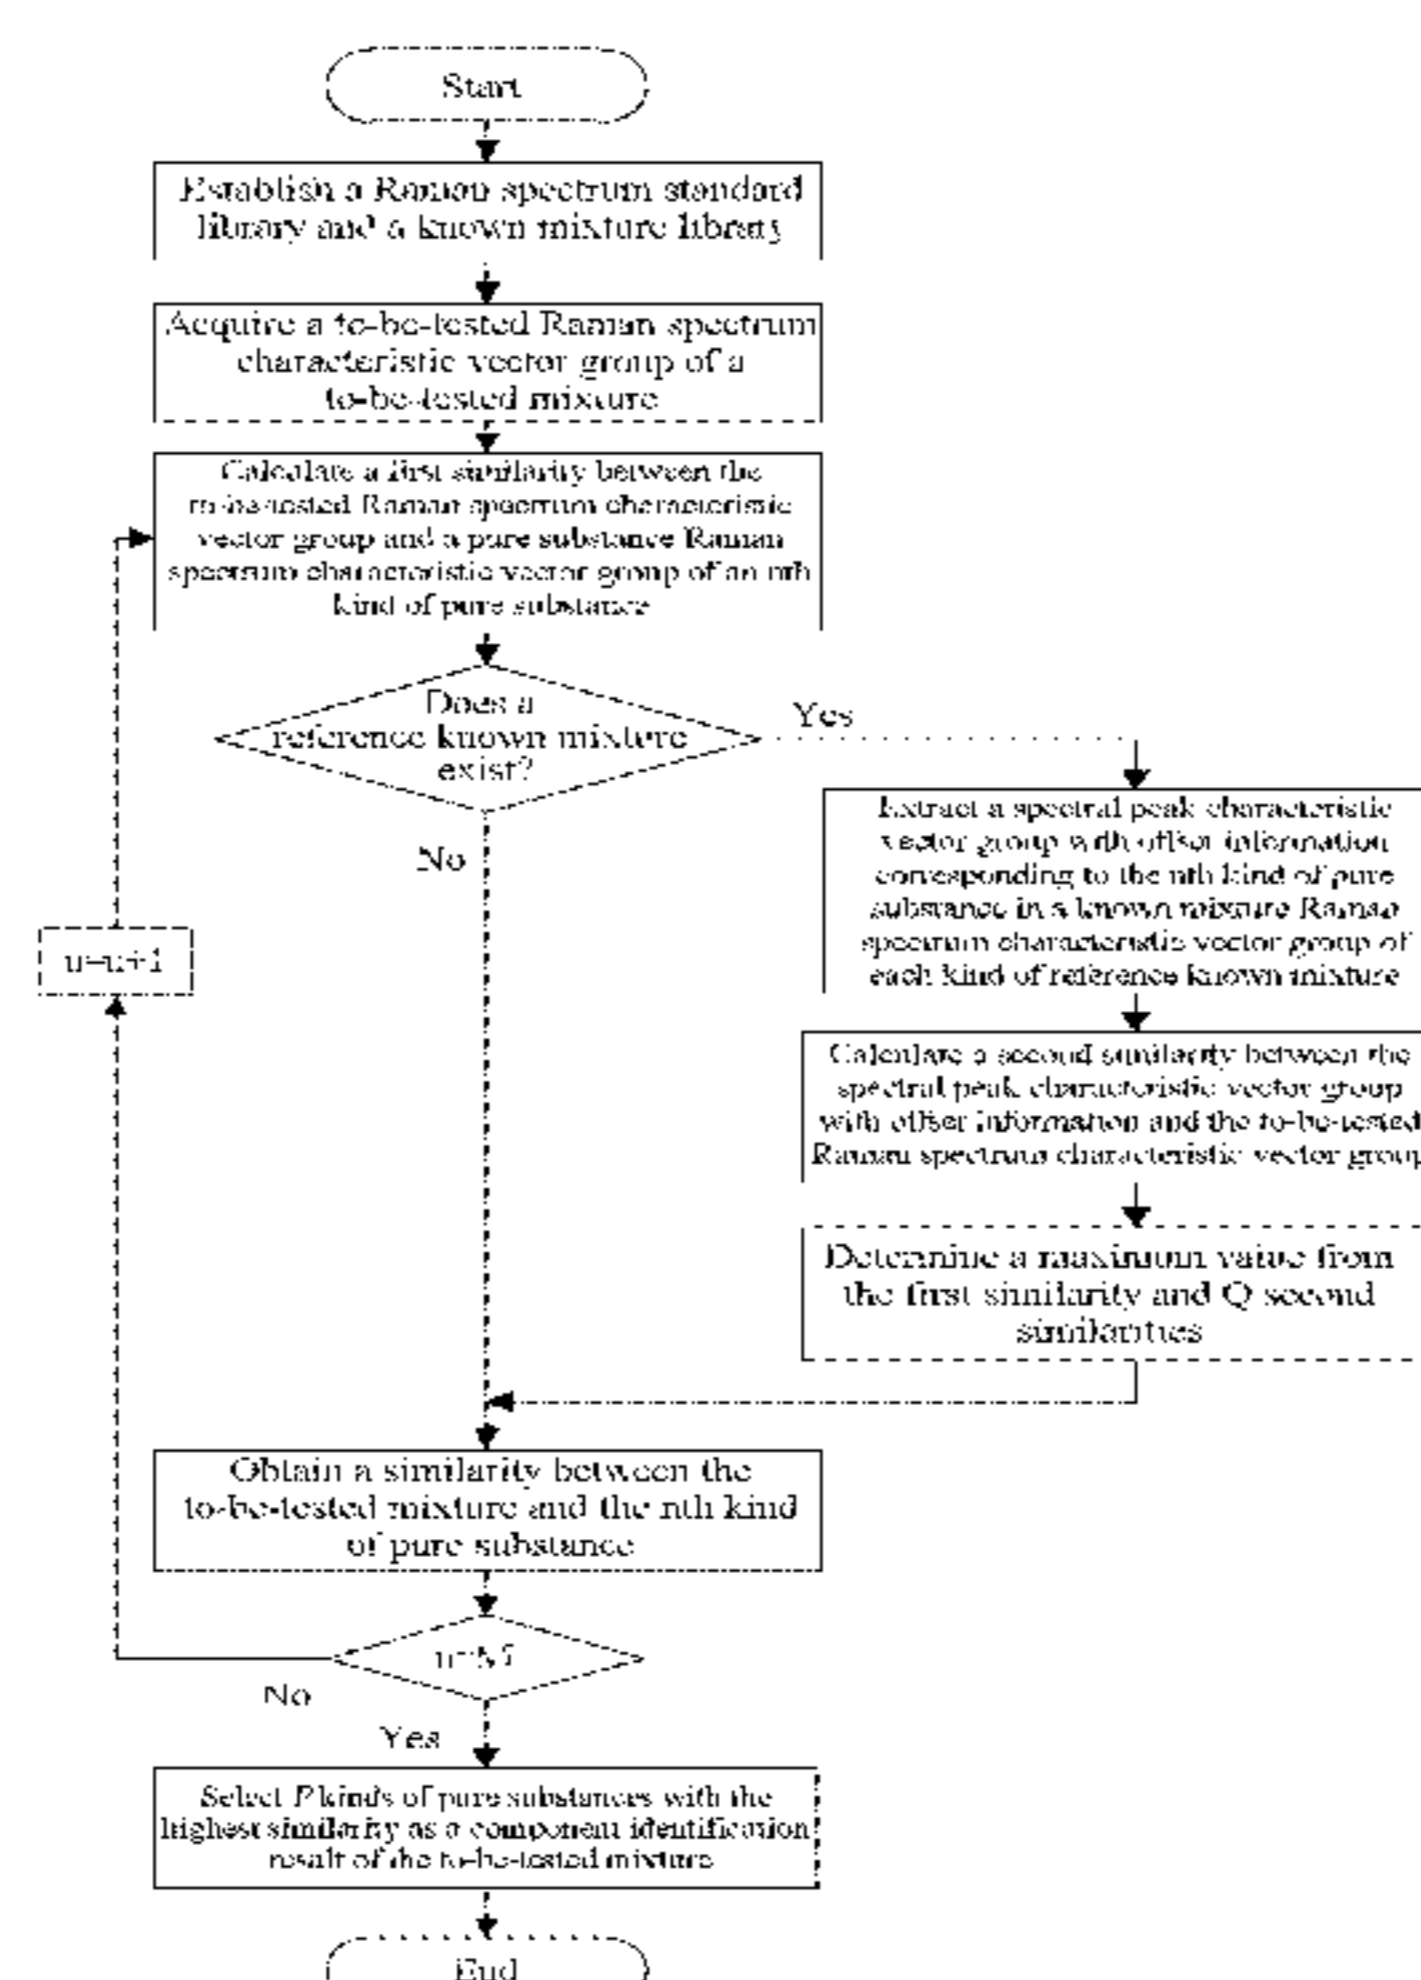 Start
Establish a Raman spectrum standard
library and a known mixture library
Acquire a to-be-tested Raman spectrum
characteristic vector group of a
to-be-tested mixture
Calculate a first similarity between the
to-be-tested Raman spectrum characteristic
vector group and a pure substance Raman
spectrum characteristic vector group of an nth
kind of pure substance
Does a
reference known mixture
exist?
Yes
No
Extract a spectral peak characteristic
vector group with offset information
corresponding to the nth kind of pure
substance in a known mixture Raman
spectrum characteristic vector group of
each kind of reference known mixture
n=n+1
Calculate a second similarity between the
spectral peak characteristic vector group
with offset information and the to-be-tested
Raman spectrum characteristic vector group
Determine a maximum value from
the first similarity and Q second
similarities
Obtain a similarity between the
to-be-tested mixture and the nth kind
of pure substance
n=N?
No
Yes
Select P kinds of pure substances with the
highest similarity as a component identification
result of the to-be-tested mixture
End